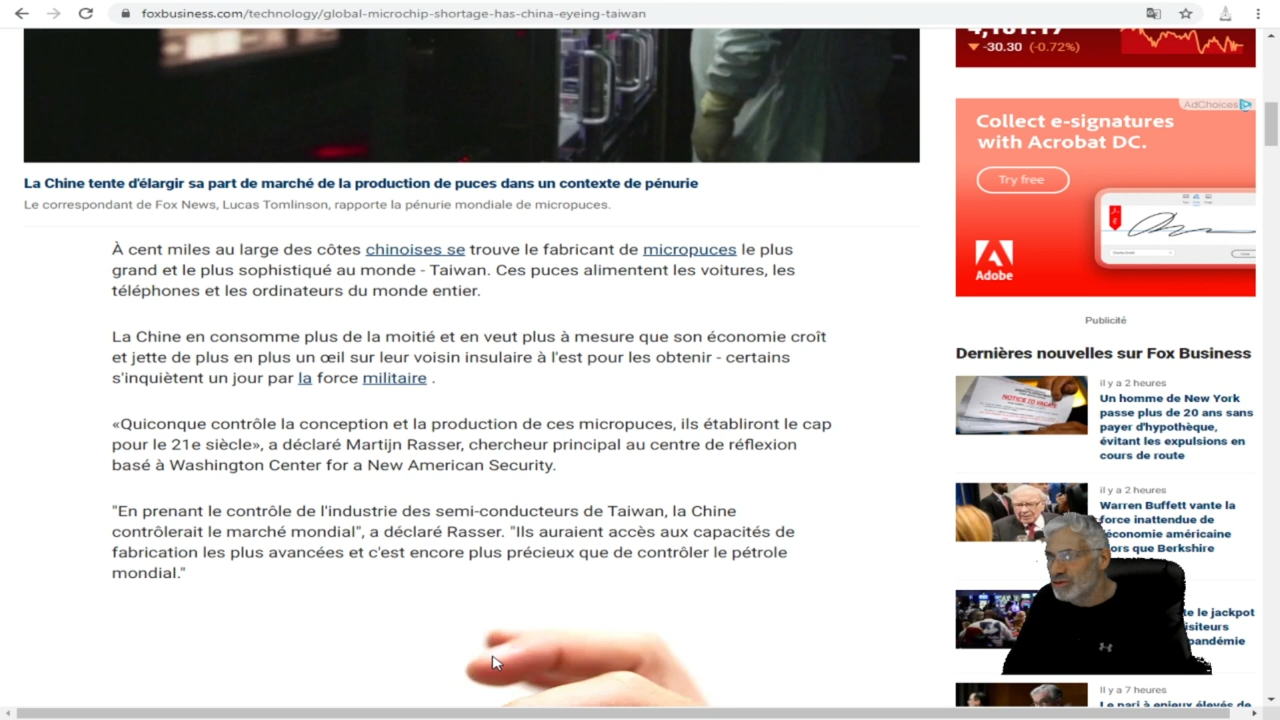 foxbusiness.com/technology/global-microchip-shortage-has-china-eyeing-taiwan
La Chine tente d'élargir sa part de marché de la production de puces dans un contexte de pénurie
Le correspondant de Fox News, Lucas Tomlinson, rapporte la pénurie mondiale de micropuces.
À cent miles au large des côtes chinoises se trouve le fabricant de micropuces le plus
grand et le plus sophistiqué au monde - Taiwan. Ces puces alimentent les voitures, les
téléphones et les ordinateurs du monde entier.
La Chine en consomme plus de la moitié et en veut plus à mesure que son économie croît
et jette de plus en plus un œil sur leur voisin insulaire à l'est pour les obtenir - certains
s'inquiètent un jour par la force militaire .
«Quiconque contrôle la conception et la production de ces micropuces, ils établiront le cap
pour le 21e siècle», a déclaré Martijn Rasser, chercheur principal au centre de réflexion
basé à Washington Center for a New American Security.
"En prenant le contrôle de l'industrie des semi-conducteurs de Taiwan, la Chine
contrôlerait le marché mondial", a déclaré Rasser. "Ils auraient accès aux capacités de
fabrication les plus avancées et c'est encore plus précieux que de contrôler le pétrole
mondial."
-30.30 (-0.72%)
AdChoices
Collect e-signatures
with Acrobat DC.
Try free
Adobe
Publicité
Dernières nouvelles sur Fox Business
il y a 2 heures
Un homme de New York
passe plus de 20 ans sans
payer d'hypothèque,
évitant les expulsions en
cours de route
NOTICE TO VACATE
il y a 2 heures
Warren Buffett vante la
force inattendue de
économie américaine
lors que Berkshire
te le jackpot
isiteurs
pandémie
Il y a 7 heures
Le pari à enjeux élevés de